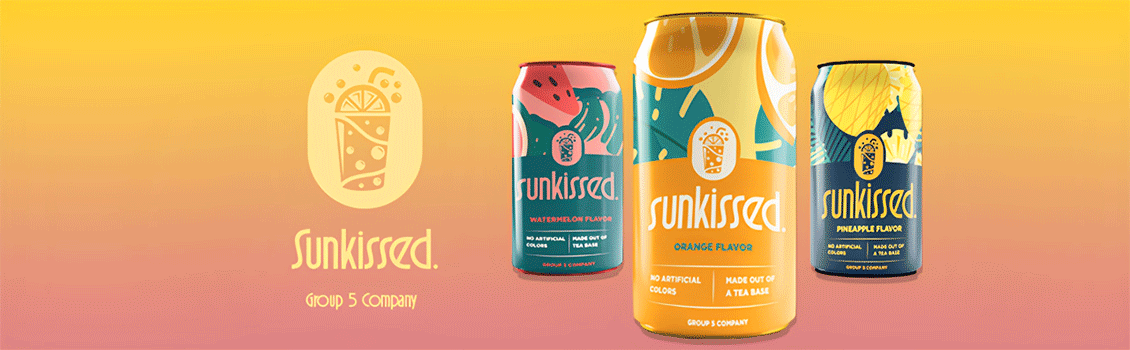 Sunkissed.
Group 5 Company
sunkissed.
WATERMELON FLAVOR
NO ARTIFICIAL
COLORS
MADE OUT OF
TEA BASE
GROUP 5 COMPANY
sunkissed.
ORANGE FLAVOR
NO ARTIFICIAL
COLORS
MADE OUT OF
A TEA BASE
GROUP 5 COMPANY
sunkissed.
PINEAPPLE FLAVOR
NO ARTIFICIAL
COLORS
MADE OUT OF
A TEA BASE
GROUP 5 COMPANY